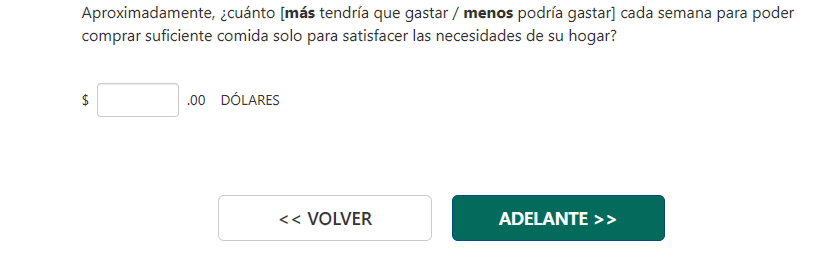 Aproximadamente, ¿cuánto [más tendría que gastar / menos podría gastar] cada semana para poder
comprar suficiente comida solo para satisfacer las necesidades de su hogar?
$ .00 DÓLARES
<< VOLVER ADELANTE >>